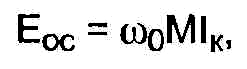 Eос = ω₀MIк,